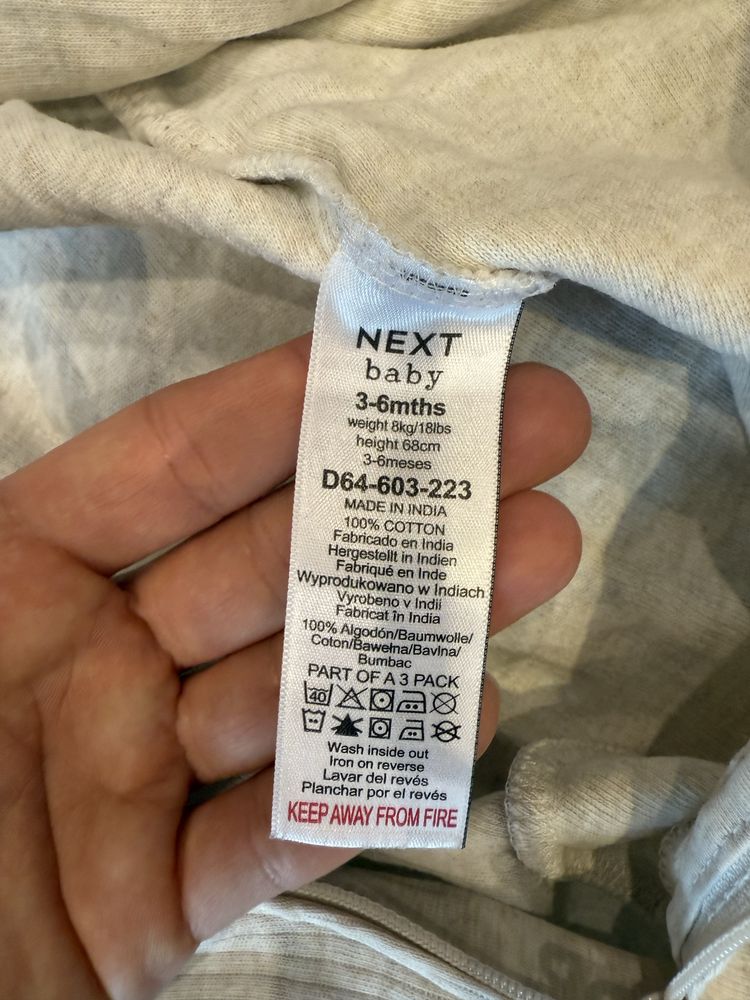 NEXT
baby
3-6mths
weight 8kg/18lbs
height 68cm
3-6meses
D64-603-223
MADE IN INDIA
100% COTTON
Fabricado en India
Hergestellt in Indien
Fabriqué en Inde
Wyprodukowano w Indiach
Vyrobeno v Indii
Fabricat în India
100% Algodón/Baumwolle/
Coton/Bawełna/Bavlna/
Bumbac
PART OF A 3 PACK
40
Wash inside out
Iron on reverse
Lavar del revés
Planchar por el revés
KEEP AWAY FROM FIRE